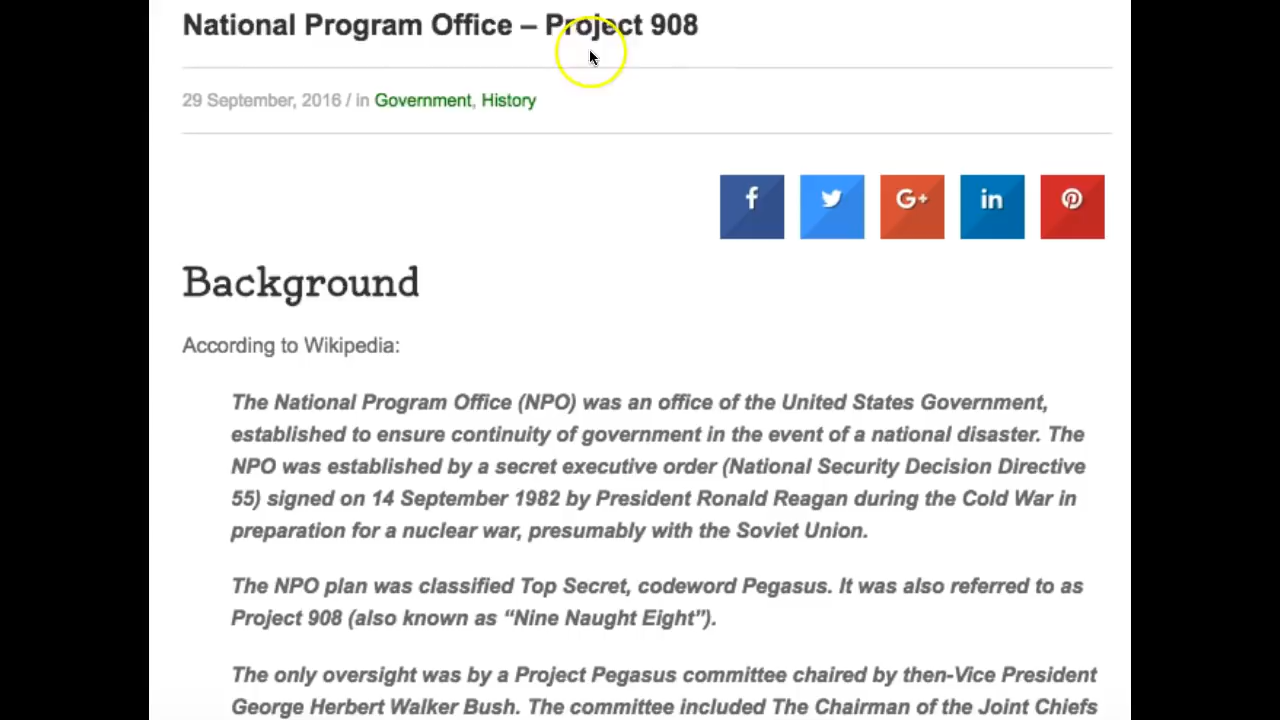 National Program Office – Project 908
29 September, 2016 / in Government, History
f G+ in
Background
According to Wikipedia:
The National Program Office (NPO) was an office of the United States Government,
established to ensure continuity of government in the event of a national disaster. The
NPO was established by a secret executive order (National Security Decision Directive
55) signed on 14 September 1982 by President Ronald Reagan during the Cold War in
preparation for a nuclear war, presumably with the Soviet Union.
The NPO plan was classified Top Secret, codeword Pegasus. It was also referred to as
Project 908 (also known as “Nine Naught Eight”).
The only oversight was by a Project Pegasus committee chaired by then-Vice President
George Herbert Walker Bush. The committee included The Chairman of the Joint Chiefs